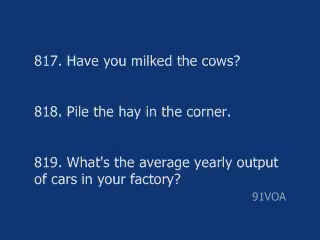 817. Have you milked the cows?
818. Pile the hay in the corner.
819. What's the average yearly output
of cars in your factory?
91VOA